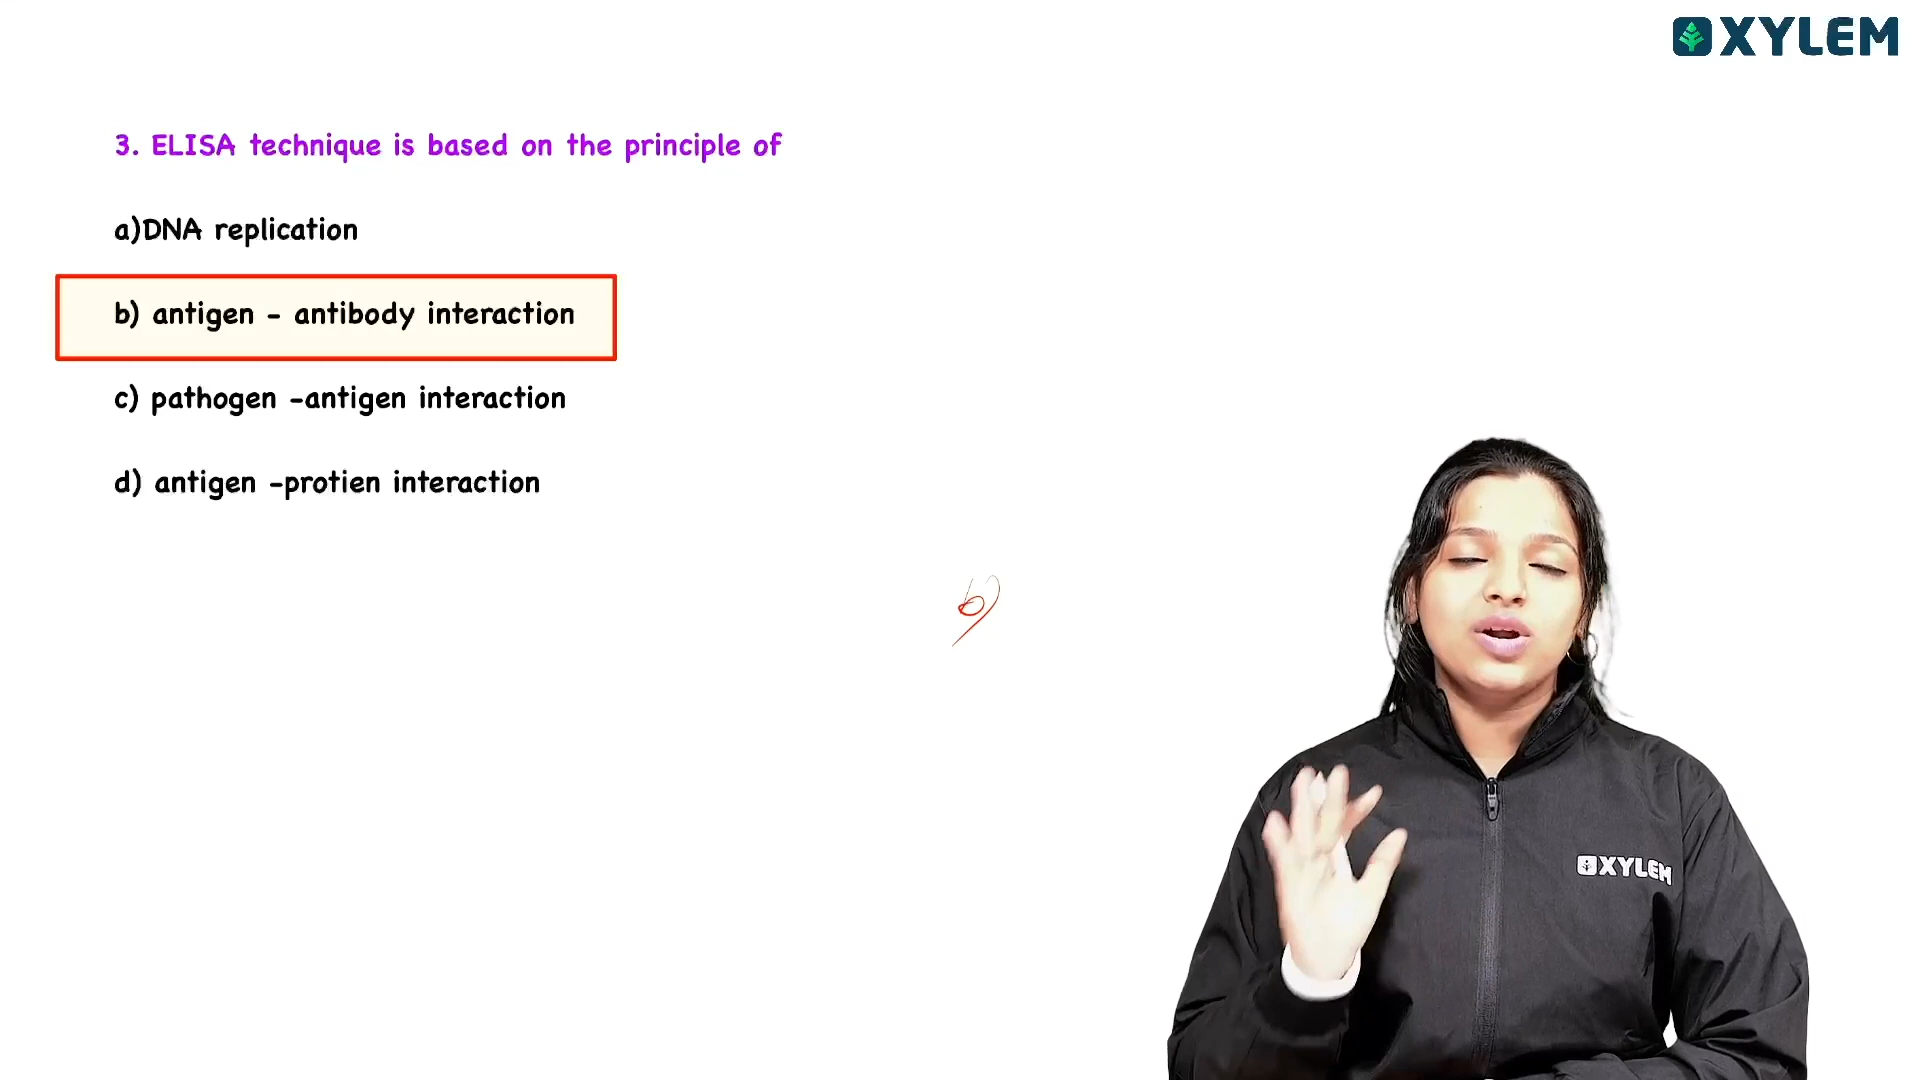 XYLEM
3. ELISA technique is based on the principle of
a)DNA replication
b) antigen - antibody interaction
c) pathogen -antigen interaction
d) antigen -protien interaction
b)
XYLEM